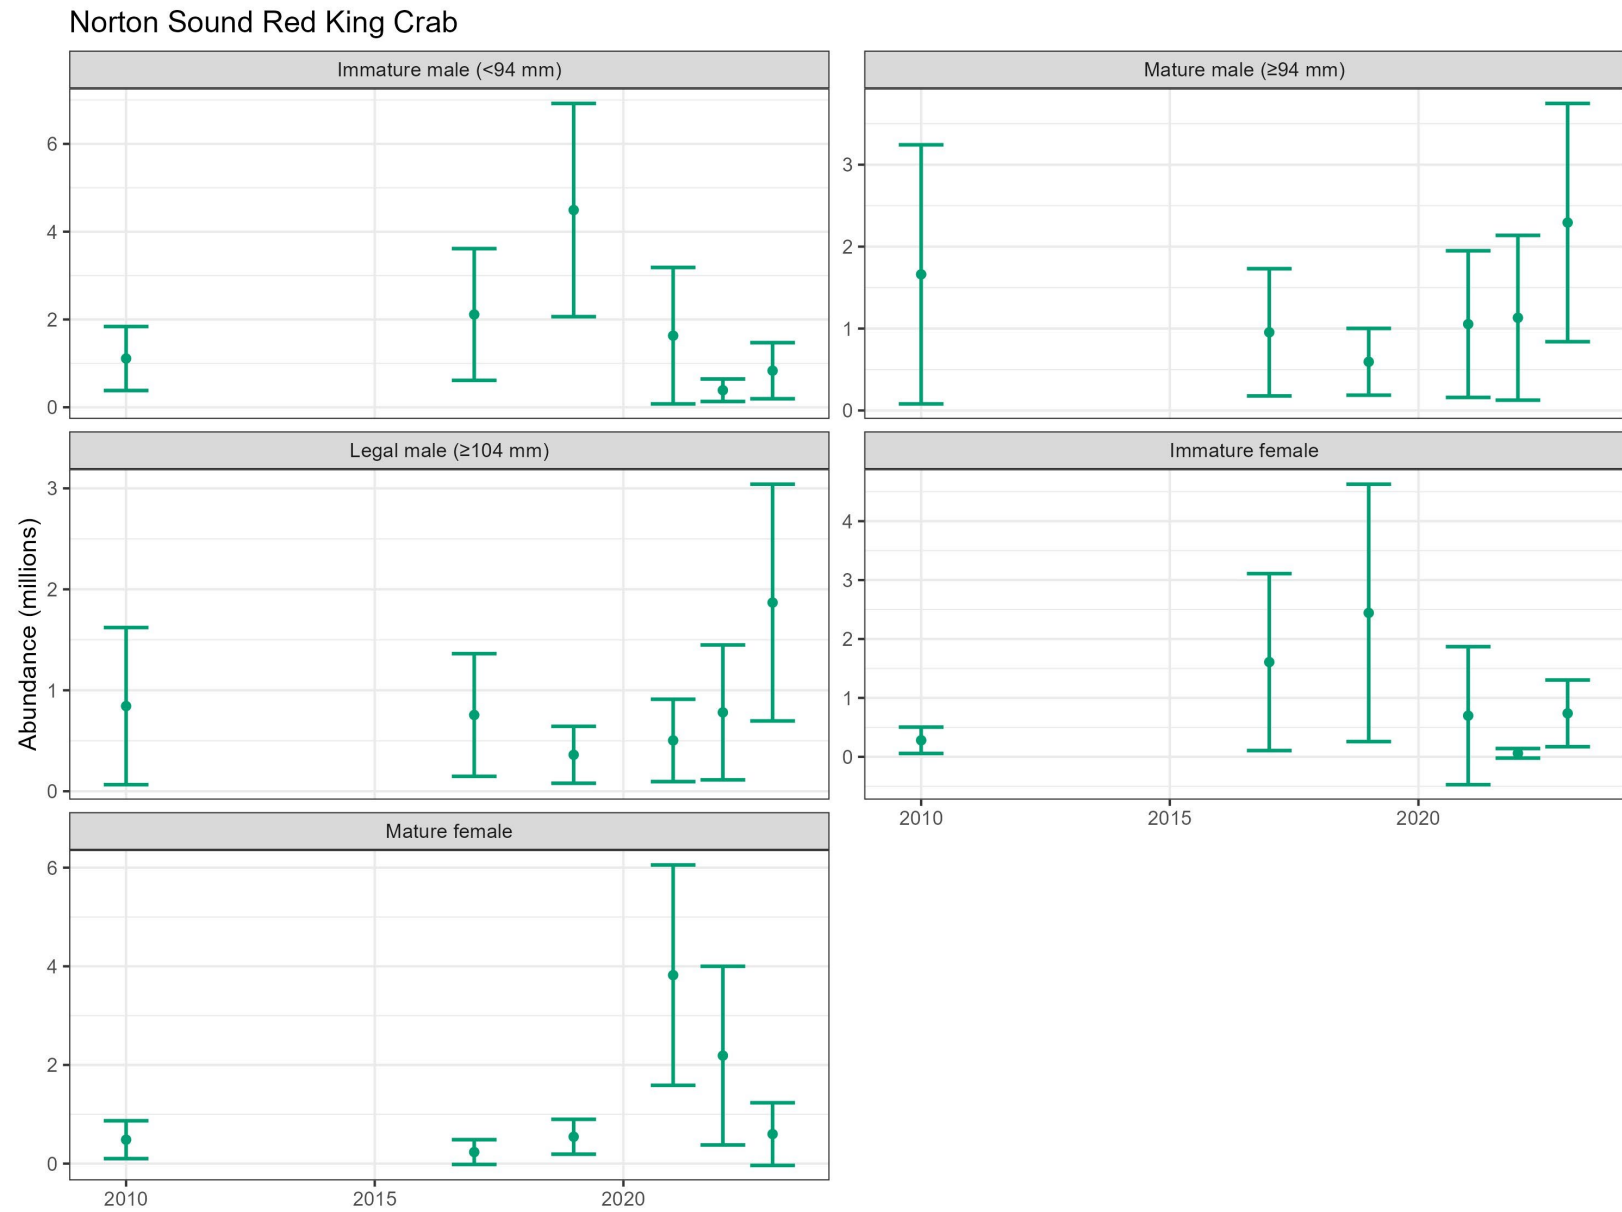 Norton Sound Red King Crab
Immature male (<94 mm)
6
4
2
0
Mature male (≥94 mm)
3
2
1
0
Abundance (millions)
Legal male (≥104 mm)
3
2
1
0
Immature female
4
3
2
1
0
2010 2015 2020
Mature female
6
4
2
0
2010 2015 2020